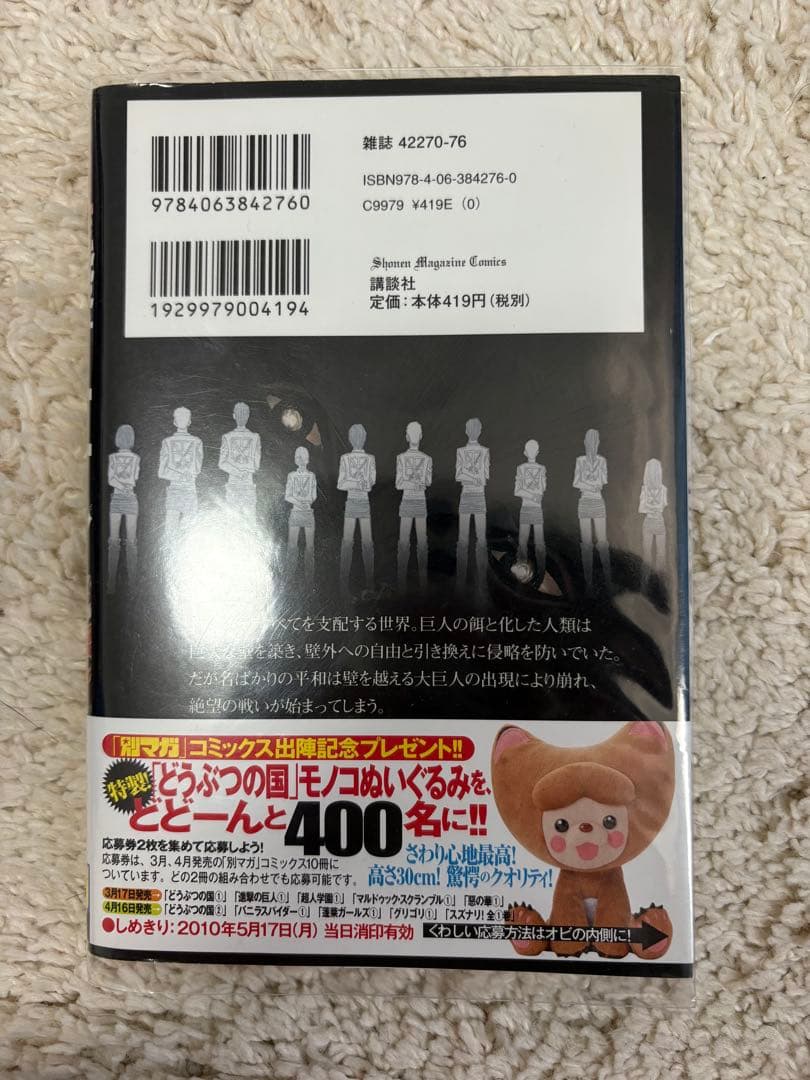 雑誌 42270-76
ISBN978-4-06-384276-0
C9979 ¥419E (0)
9784063842760
1929979004194
Shonen Magazine Comics
講談社
定価：本体419円（税別）
べてを支配する世界。巨人の餌と化した人類は
巨大な壁を築き、壁外への自由と引き換えに侵略を防いでいた。
だが名ばかりの平和は壁を越える大巨人の出現により崩れ、
絶望の戦いが始まってしまう。
「別マガ」コミックス出陣記念プレゼント!!
特製!「どうぶつの国」モノコぬいぐるみを、
どどーんと400名に!!
応募券2枚を集めて応募しよう!
応募券は、3月、4月発売の「別マガ」コミックス10冊に
ついています。どの2冊の組み合わせでも応募可能です。
さわり心地最高!
高さ30cm! 驚愕のクオリティ!
3月17日発売→「どうぶつの国①」「進撃の巨人①」「超人学園①」「マルドゥック・スクランブル①」「惡の華①」
4月16日発売→「どうぶつの国②」「バニラスパイダー①」「蓬莱ガールズ①」「グリゴリ①」「スズナリ! 全1巻」
●しめきり：2010年5月17日(月) 当日消印有効
くわしい応募方法はオビの内側に!